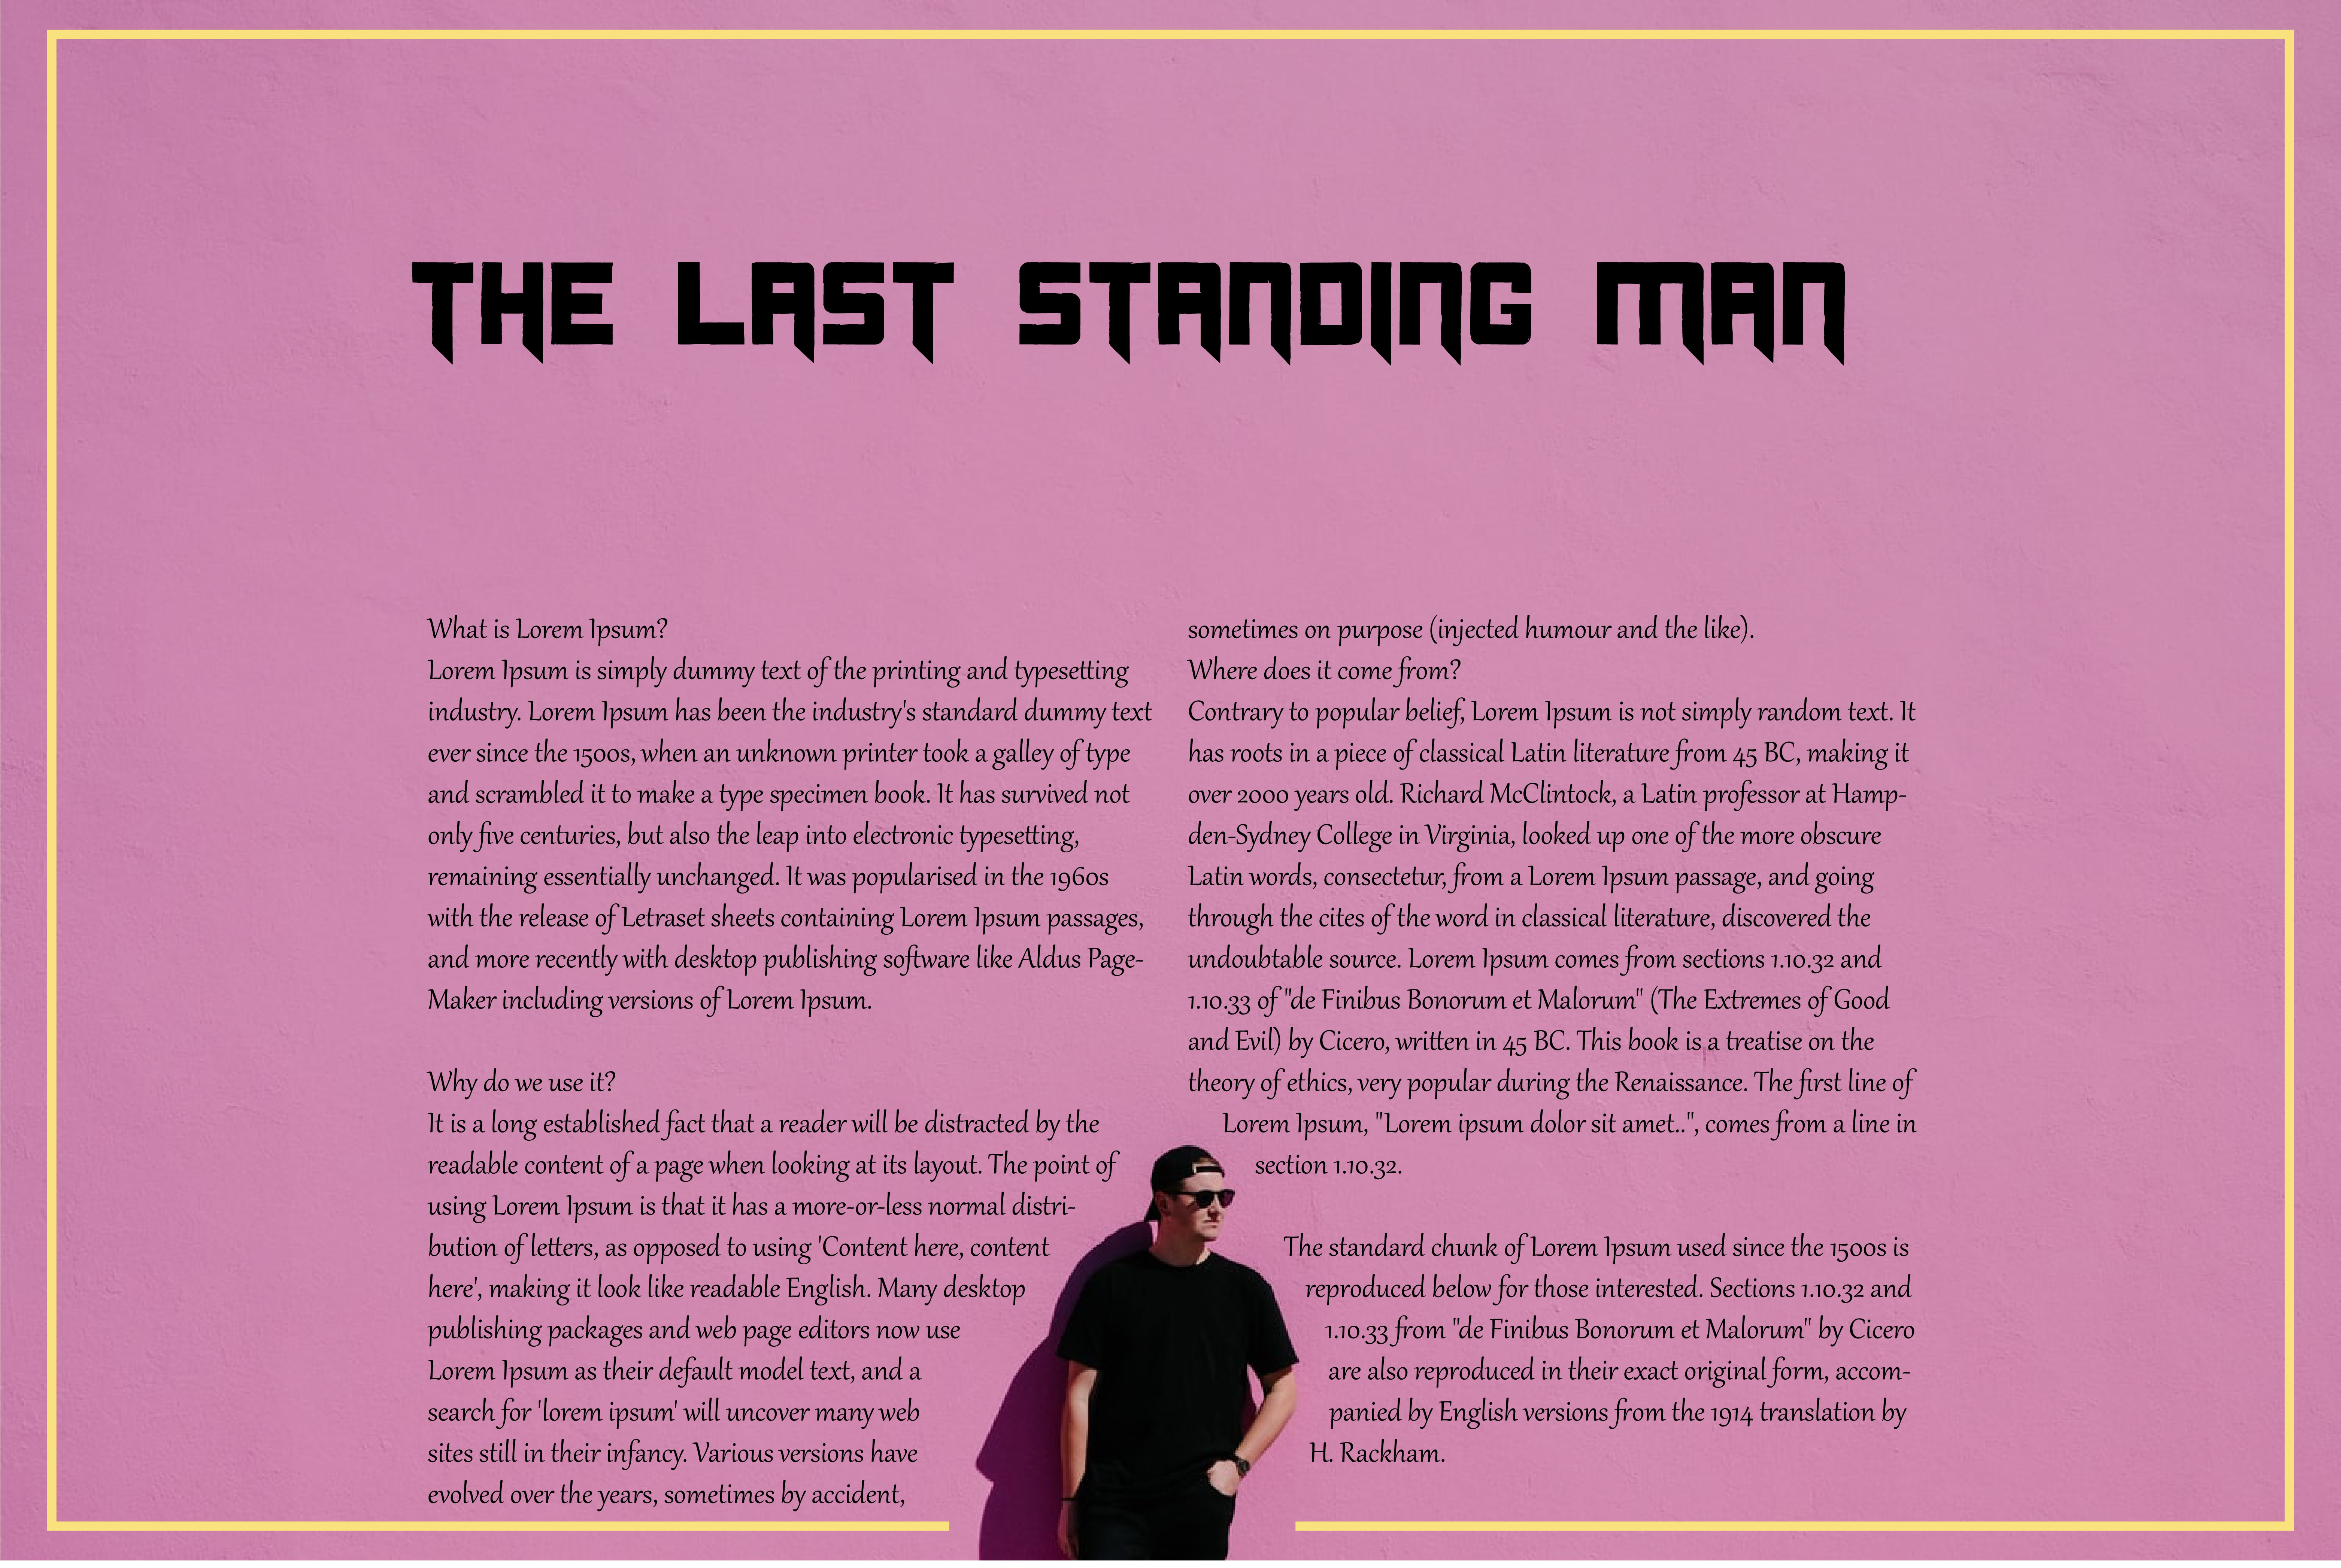 THE LAST STANDING MAN
What is Lorem Ipsum?
Lorem Ipsum is simply dummy text of the printing and typesetting
industry. Lorem Ipsum has been the industry's standard dummy text
ever since the 1500s, when an unknown printer took a galley of type
and scrambled it to make a type specimen book. It has survived not
only five centuries, but also the leap into electronic typesetting,
remaining essentially unchanged. It was popularised in the 1960s
with the release of Letraset sheets containing Lorem Ipsum passages,
and more recently with desktop publishing software like Aldus Page-
Maker including versions of Lorem Ipsum.
Why do we use it?
It is a long established fact that a reader will be distracted by the
readable content of a page when looking at its layout. The point of
using Lorem Ipsum is that it has a more-or-less normal distri-
bution of letters, as opposed to using 'Content here, content
here', making it look like readable English. Many desktop
publishing packages and web page editors now use
Lorem Ipsum as their default model text, and a
search for 'lorem ipsum' will uncover many web
sites still in their infancy. Various versions have
evolved over the years, sometimes by accident,
sometimes on purpose (injected humour and the like).
Where does it come from?
Contrary to popular belief, Lorem Ipsum is not simply random text. It
has roots in a piece of classical Latin literature from 45 BC, making it
over 2000 years old. Richard McClintock, a Latin professor at Hamp-
den-Sydney College in Virginia, looked up one of the more obscure
Latin words, consectetur, from a Lorem Ipsum passage, and going
through the cites of the word in classical literature, discovered the
undoubtable source. Lorem Ipsum comes from sections 1.10.32 and
1.10.33 of "de Finibus Bonorum et Malorum" (The Extremes of Good
and Evil) by Cicero, written in 45 BC. This book is a treatise on the
theory of ethics, very popular during the Renaissance. The first line of
Lorem Ipsum, "Lorem ipsum dolor sit amet..", comes from a line in
section 1.10.32.
The standard chunk of Lorem Ipsum used since the 1500s is
reproduced below for those interested. Sections 1.10.32 and
1.10.33 from "de Finibus Bonorum et Malorum" by Cicero
are also reproduced in their exact original form, accom-
panied by English versions from the 1914 translation by
H. Rackham.